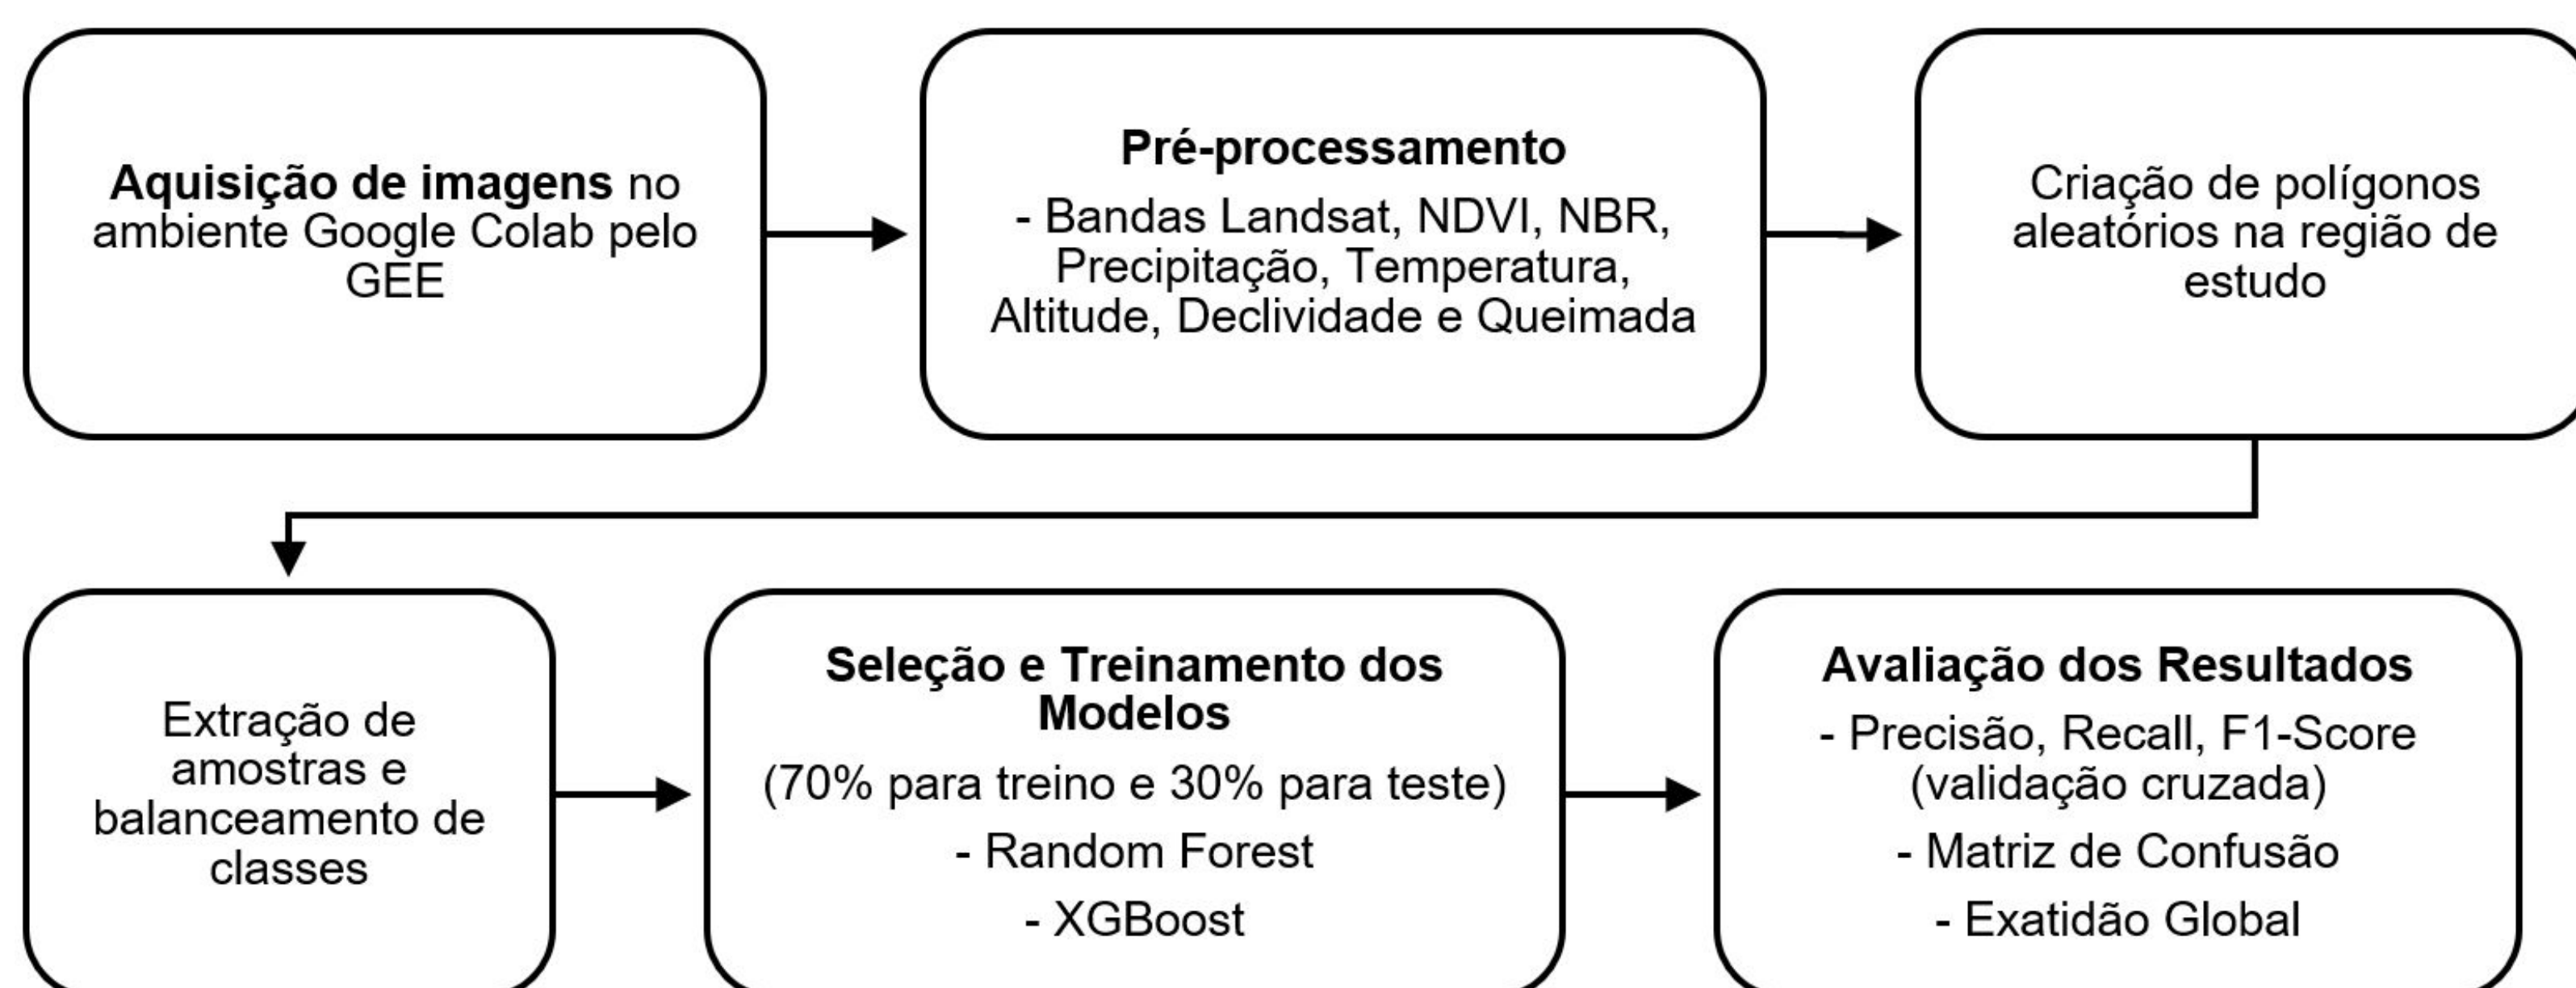 Aquisição de imagens no
ambiente Google Colab pelo
GEE
Pré-processamento
- Bandas Landsat, NDVI, NBR,
Precipitação, Temperatura,
Altitude, Declividade e Queimada
Criação de polígonos
aleatórios na região de
estudo
Extração de
amostras e
balanceamento de
classes
Seleção e Treinamento dos
Modelos
(70% para treino e 30% para teste)
- Random Forest
- XGBoost
Avaliação dos Resultados
- Precisão, Recall, F1-Score
(validação cruzada)
- Matriz de Confusão
- Exatidão Global